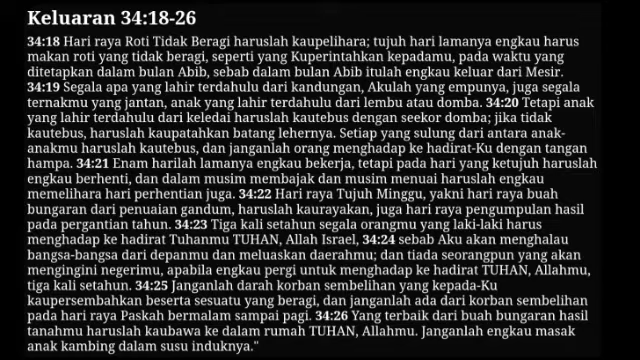 Keluaran 34:18-26
34:18 Hari raya Roti Tidak Beragi haruslah kaupelihara; tujuh hari lamanya engkau harus
makan roti yang tidak beragi, seperti yang Kuperintahkan kepadamu, pada waktu yang
ditetapkan dalam bulan Abib, sebab dalam bulan Abib itulah engkau keluar dari Mesir.
34:19 Segala apa yang lahir terdahulu dari kandungan, Akulah yang empunya, juga segala
ternakmu yang jantan, anak yang lahir terdahulu dari lembu atau domba. 34:20 Tetapi anak
yang lahir terdahulu dari keledai haruslah kautebus dengan seekor domba; jika tidak
kautebus, haruslah kaupatahkan batang lehernya. Setiap yang sulung dari antara anak-
anakmu haruslah kautebus, dan janganlah orang menghadap ke hadirat-Ku dengan tangan
hampa. 34:21 Enam harilah lamanya engkau bekerja, tetapi pada hari yang ketujuh haruslah
engkau berhenti, dan dalam musim membajak dan musim menuai haruslah engkau
memelihara hari perhentian juga. 34:22 Hari raya Tujuh Minggu, yakni hari raya buah
bungaran dari penuaian gandum, haruslah kaurayakan, juga hari raya pengumpulan hasil
pada pergantian tahun. 34:23 Tiga kali setahun segala orangmu yang laki-laki harus
menghadap ke hadirat Tuhanmu TUHAN, Allah Israel, 34:24 sebab Aku akan menghalau
bangsa-bangsa dari depanmu dan meluaskan daerahmu; dan tiada seorangpun yang akan
mengingini negerimu, apabila engkau pergi untuk menghadap ke hadirat TUHAN, Allahmu,
tiga kali setahun. 34:25 Janganlah darah korban sembelihan yang kepada-Ku
kaupersembahkan beserta sesuatu yang beragi, dan janganlah ada dari korban sembelihan
pada hari raya Paskah bermalam sampai pagi. 34:26 Yang terbaik dari buah bungaran hasil
tanahmu haruslah kaubawa ke dalam rumah TUHAN, Allahmu. Janganlah engkau masak
anak kambing dalam susu induknya."